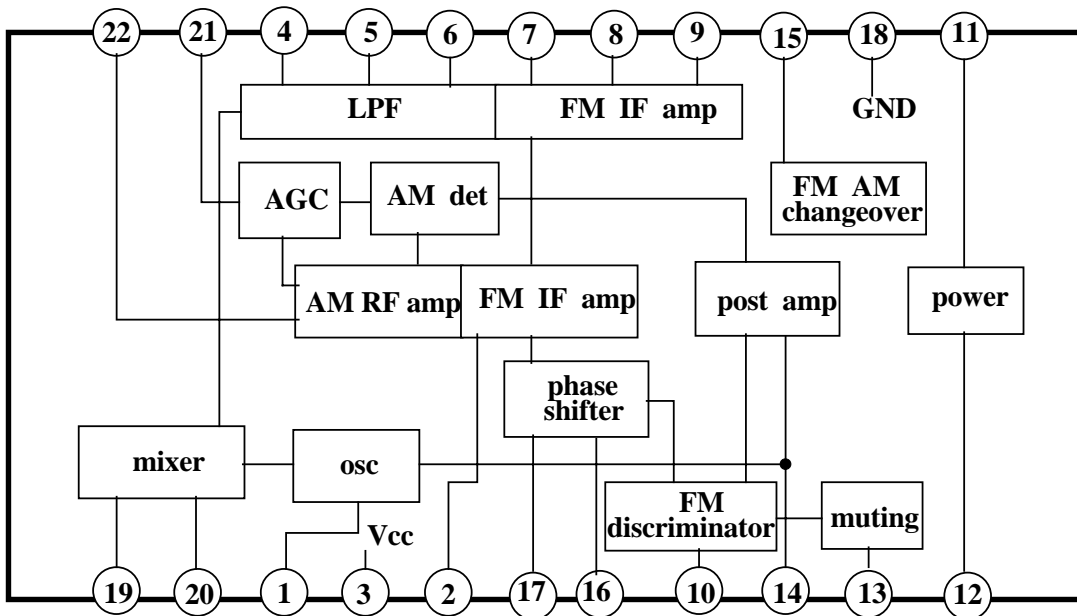 22 21 4 5 6 7 8 9 15 18 11
LPF FM IF amp GND
AGC AM det FM AM
changeover
AM RF amp FM IF amp post amp power
phase
shifter
mixer osc
FM
discriminator muting
Vcc
19 20 1 3 2 17 16 10 14 13 12